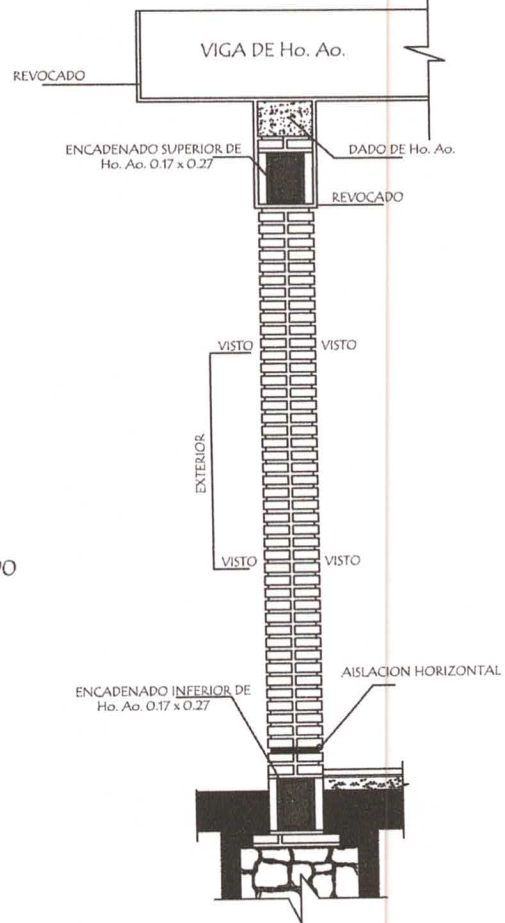 VIGA DE Ho. Ao.
REVOCADO
ENCADENADO SUPERIOR DE
Ho. Ao. 0.17 x 0.27
DADO DE Ho. Ao.
REVOCADO
VISTO
VISTO
EXTERIOR
VISTO
VISTO
AISLACION HORIZONTAL
ENCADENADO INFERIOR DE
Ho. Ao. 0.17 x 0.27